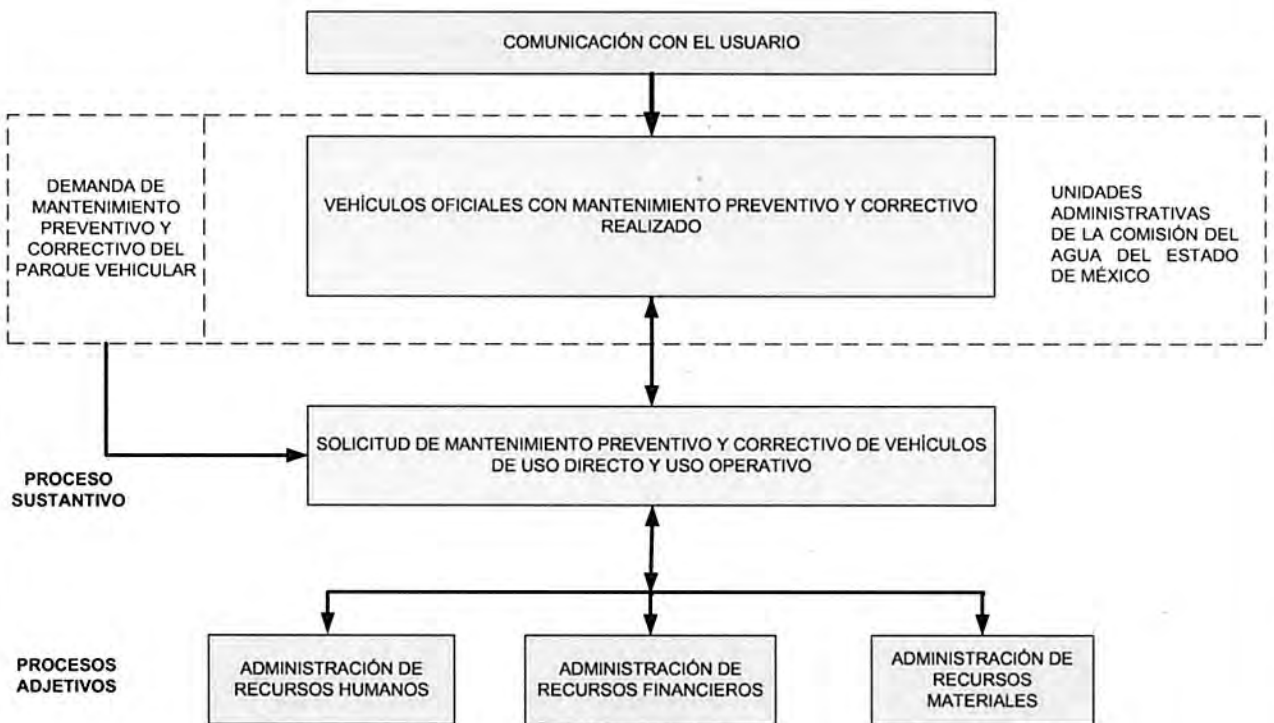 COMUNICACIÓN CON EL USUARIO
DEMANDA DE
MANTENIMIENTO
PREVENTIVO Y
CORRECTIVO DEL
PARQUE VEHICULAR
VEHÍCULOS OFICIALES CON MANTENIMIENTO PREVENTIVO Y CORRECTIVO
REALIZADO
UNIDADES
ADMINISTRATIVAS
DE LA COMISIÓN DEL
AGUA DEL ESTADO
DE MÉXICO
SOLICITUD DE MANTENIMIENTO PREVENTIVO Y CORRECTIVO DE VEHÍCULOS
DE USO DIRECTO Y USO OPERATIVO
PROCESO
SUSTANTIVO
PROCESOS
ADJETIVOS
ADMINISTRACIÓN DE
RECURSOS HUMANOS
ADMINISTRACIÓN DE
RECURSOS FINANCIEROS
ADMINISTRACIÓN DE
RECURSOS
MATERIALES